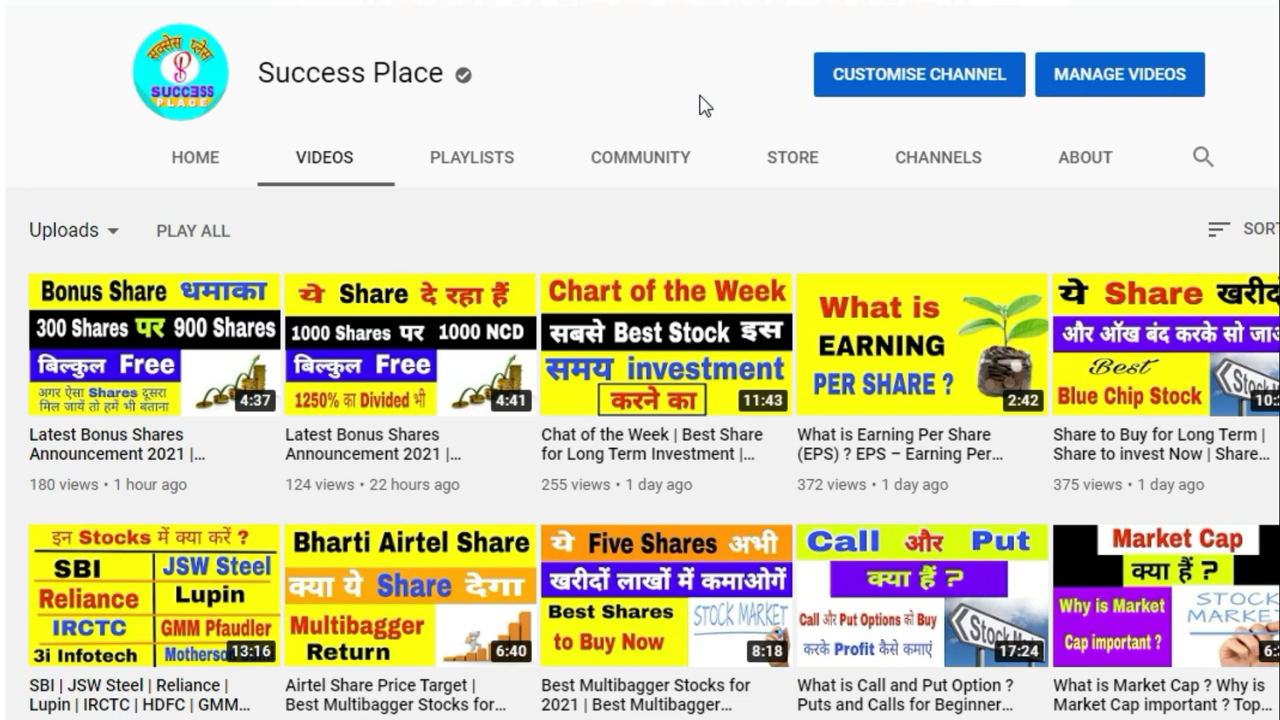 सक्सेस प्लेस
SUCCESS
PLACE
Success Place
CUSTOMISE CHANNEL
MANAGE VIDEOS
HOME
VIDEOS
PLAYLISTS
COMMUNITY
STORE
CHANNELS
ABOUT
Uploads
PLAY ALL
SORT
Bonus Share धमाका
300 Shares पर 900 Shares
बिल्कुल Free
अगर ऐसा Shares दूसरा
मिल जायें तो हमें भी बताना
4:37
Latest Bonus Shares
Announcement 2021 |...
180 views • 1 hour ago
ये Share दे रहा हैं
1000 Shares पर 1000 NCD
बिल्कुल Free
1250% का Divided भी
4:41
Latest Bonus Shares
Announcement 2021 |...
124 views • 22 hours ago
Chart of the Week
सबसे Best Stock इस
समय investment
करने का
11:43
Chat of the Week | Best Share
for Long Term Investment |...
255 views • 1 day ago
What is
EARNING
PER SHARE ?
2:42
What is Earning Per Share
(EPS) ? EPS – Earning Per...
372 views • 1 day ago
ये Share खरीद
और आँख बंद करके सो जाओ
Best
Blue Chip Stock
Stock
10:
Share to Buy for Long Term |
Share to invest Now | Share...
375 views • 1 day ago
इन Stocks में क्या करें ?
SBI
JSW Steel
Reliance
Lupin
IRCTC
GMM Pfaudler
3i Infotech
Motherson
13:16
SBI | JSW Steel | Reliance |
Lupin | IRCTC | HDFC | GMM...
Bharti Airtel Share
क्या ये Share देगा
Multibagger
Return
6:40
Airtel Share Price Target |
Best Multibagger Stocks for...
ये Five Shares अभी
खरीदों लाखों में कमाओगें
Best Shares
to Buy Now
STOCK MARKET
8:18
Best Multibagger Stocks for
2021 | Best Multibagger...
Call और Put
क्या हैं ?
Call और Put Options को Buy
करके Profit कैसे कमाएं
Stock
17:24
What is Call and Put Option ?
Puts and Calls for Beginner...
Market Cap
क्या हैं ?
Why is Market
Cap important ?
STOCK
MARKE
6:
What is Market Cap ? Why is
Market Cap important ? Top...